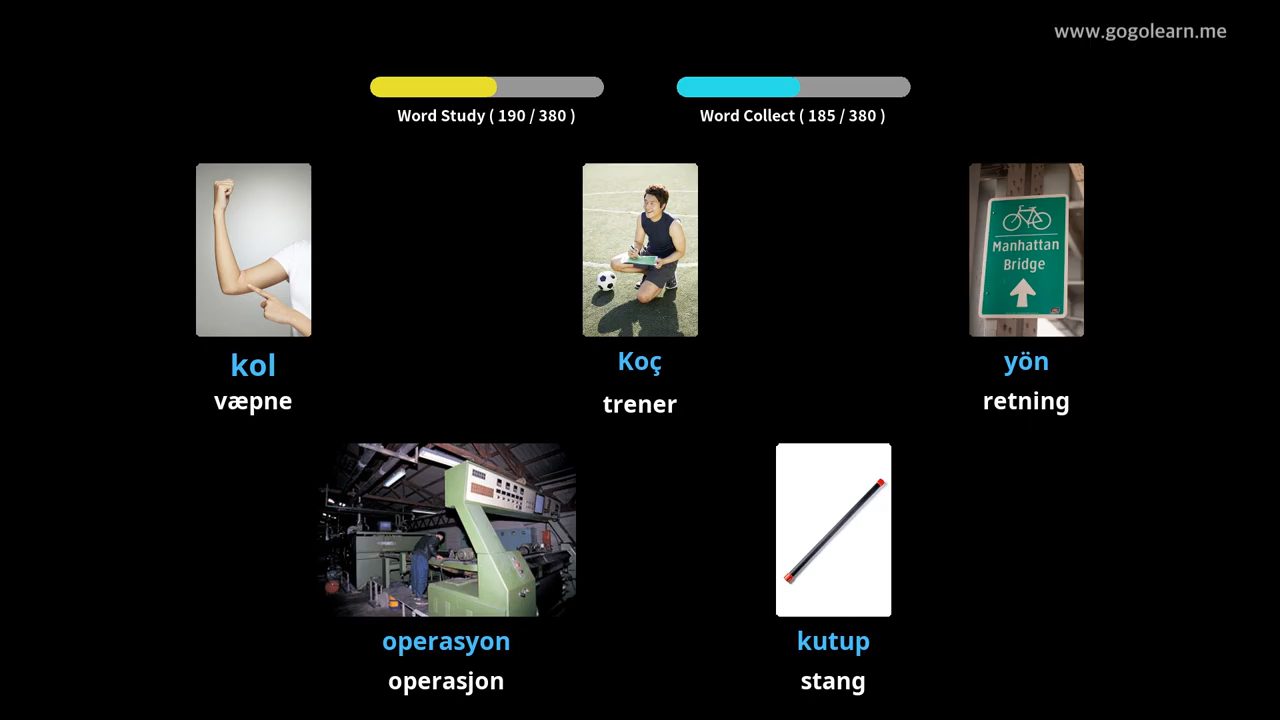 www.gogolearn.me
Word Study ( 190 / 380 )
Word Collect ( 185 / 380 )
Manhattan
Bridge
kol
Koç
yön
væpne
trener
retning
operasyon
kutup
operasjon
stang